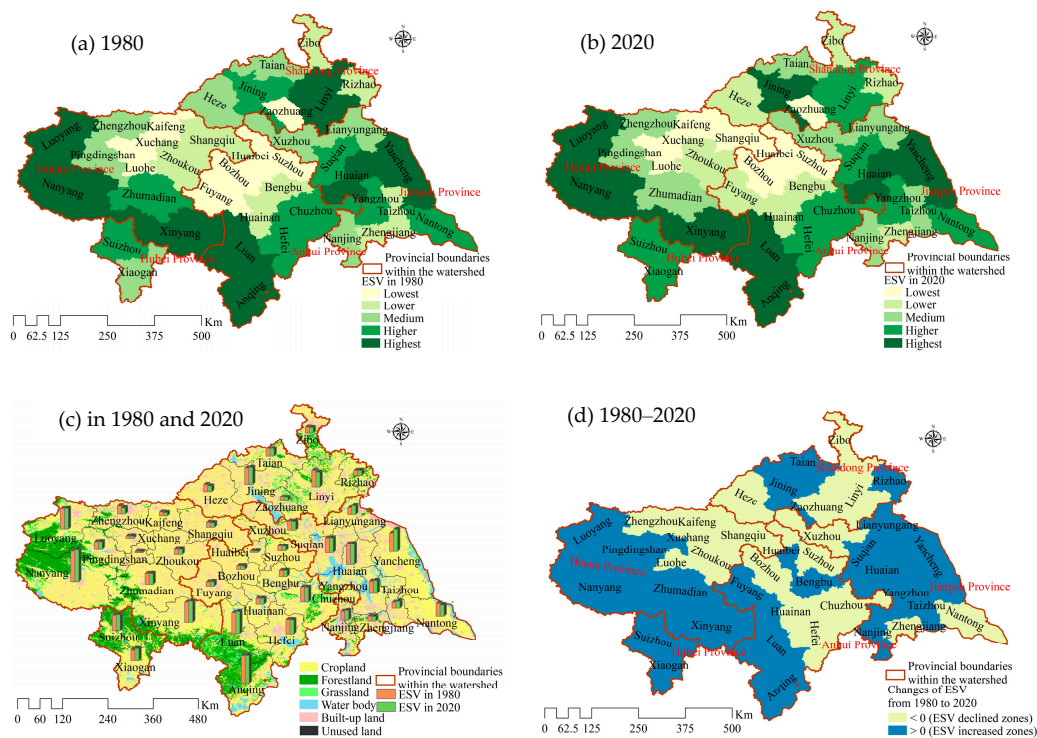 (a) 1980
N
W
E
S
Zibo
Taian
Shandong Province
Jining
Rizhao
Linyi
Heze
Zaozhuang
Lianyungang
Luoyang
Zhengzhou
Kaifeng
Xuchang
Shangqiu
Xuzhou
Yancheng
Pingdingshan
Huaibei
Suzhou
Suqian
Henan Province
Luohe
Zhoukou
Bozhou
Huaian
Nanyang
Zhumadian
Fuyang
Bengbu
Jiangsu Province
Yangzhou
Huainan
Chuzhou
Taizhou
Xinyang
Nantong
Suizhou
Luan
Hefei
Nanjing
Zhenjiang
Hubei Province
Anhui Province
Xiaogan
Anqing
Provincial boundaries
within the watershed
ESV in 1980
Lowest
Lower
Medium
Higher
Highest
Km
0 62.5 125 250 375 500
(b) 2020
N
W
E
S
Zibo
Taian
Shandong Province
Jining
Rizhao
Linyi
Heze
Zaozhuang
Lianyungang
Luoyang
Zhengzhou
Kaifeng
Xuchang
Shangqiu
Xuzhou
Yancheng
Pingdingshan
Huaibei
Suzhou
Suqian
Henan Province
Luohe
Zhoukou
Bozhou
Huaian
Nanyang
Zhumadian
Fuyang
Bengbu
Jiangsu Province
Yangzhou
Huainan
Chuzhou
Taizhou
Xinyang
Nantong
Suizhou
Luan
Hefei
Nanjing
Zhenjiang
Hubei Province
Anhui Province
Xiaogan
Anqing
Provincial boundaries
within the watershed
ESV in 2020
Lowest
Lower
Medium
Higher
Highest
Km
0 62.5 125 250 375 500
(c) in 1980 and 2020
N
W
E
S
Zibo
Taian
Jining
Rizhao
Heze
Linyi
Zaozhuang
Zhengzhou
Kaifeng
Lianyungang
Luoyang
Xuchang
Shangqiu
Xuzhou
Pingdingshan
Zhoukou
Huaibei
Suqian
Suzhou
Yancheng
Nanyang
Bozhou
Bengbu
Huaian
Zhumadian
Fuyang
Yangzhou
Taizhou
Chuzhou
Xinyang
Huainan
Suizhou
Luan
Hefei
Nanjing
Zhenjiang
Nantong
Xiaogan
Anqing
Cropland
Forestland
Grassland
Water body
Built-up land
Unused land
Provincial boundaries
within the watershed
ESV in 1980
ESV in 2020
Km
0 60 120 240 360 480
(d) 1980–2020
N
W
E
S
Zibo
Taian
Shandong Province
Jining
Rizhao
Linyi
Heze
Zaozhuang
Lianyungang
Luoyang
Zhengzhou
Kaifeng
Xuchang
Shangqiu
Xuzhou
Yancheng
Pingdingshan
Huaibei
Suzhou
Suqian
Henan Province
Luohe
Zhoukou
Bozhou
Bengbu
Huaian
Nanyang
Zhumadian
Fuyang
Jiangsu Province
Yangzhou
Huainan
Chuzhou
Taizhou
Xinyang
Nantong
Suizhou
Luan
Hefei
Nanjing
Zhenjiang
Hubei Province
Anhui Province
Xiaogan
Anqing
Provincial boundaries
within the watershed
Changes of ESV
from 1980 to 2020
< 0 (ESV declined zones)
> 0 (ESV increased zones)
Km
0 62.5 125 250 375 500